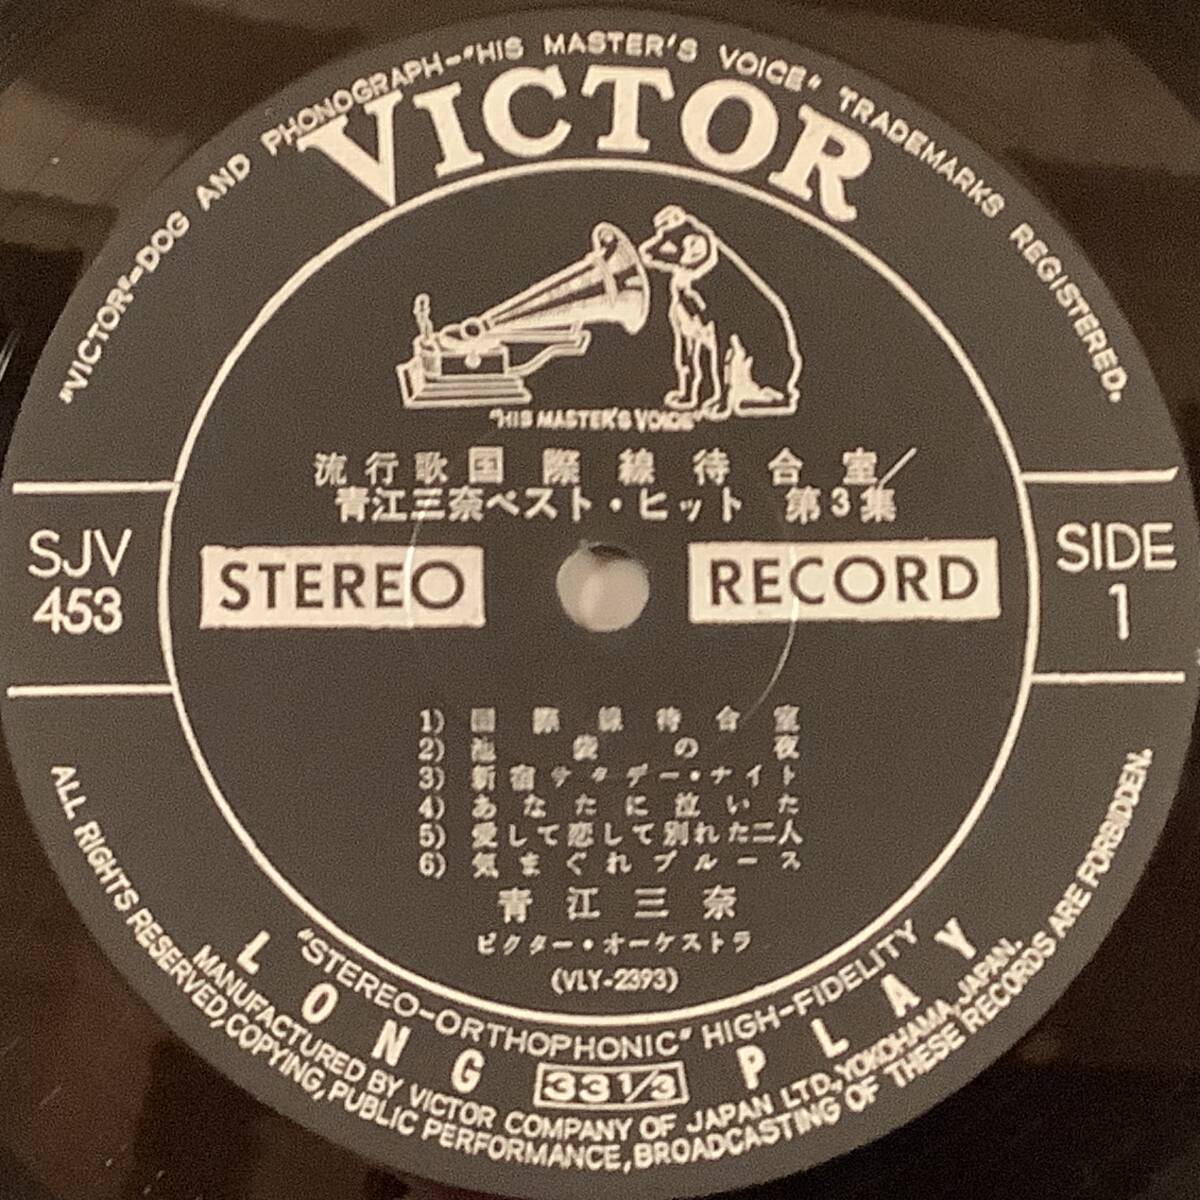 "VICTOR"-DOG AND PHONOGRAPH-"HIS MASTER'S VOICE" TRADEMARKS REGISTERED.
VICTOR
"HIS MASTER'S VOICE"
流行歌 国際線待合室/
青江三奈ベスト・ヒット 第3集
SJV
453
STEREO
RECORD
SIDE
1
1) 国際線待合室
2) 池袋の夜
3) 新宿サタデー・ナイト
4) あなたに泣いた
5) 愛して恋して別れた二人
6) 気まぐれブルース
青江三奈
ビクター・オーケストラ
(VLY-2393)
"STEREO-ORTHOPHONIC" HIGH-FIDELITY
LONG 33 1/3 PLAY
MANUFACTURED BY VICTOR COMPANY OF JAPAN LTD., YOKOHAMA, JAPAN.
ALL RIGHTS RESERVED, COPYING, PUBLIC PERFORMANCE, BROADCASTING OF THESE RECORDS ARE FORBIDDEN.